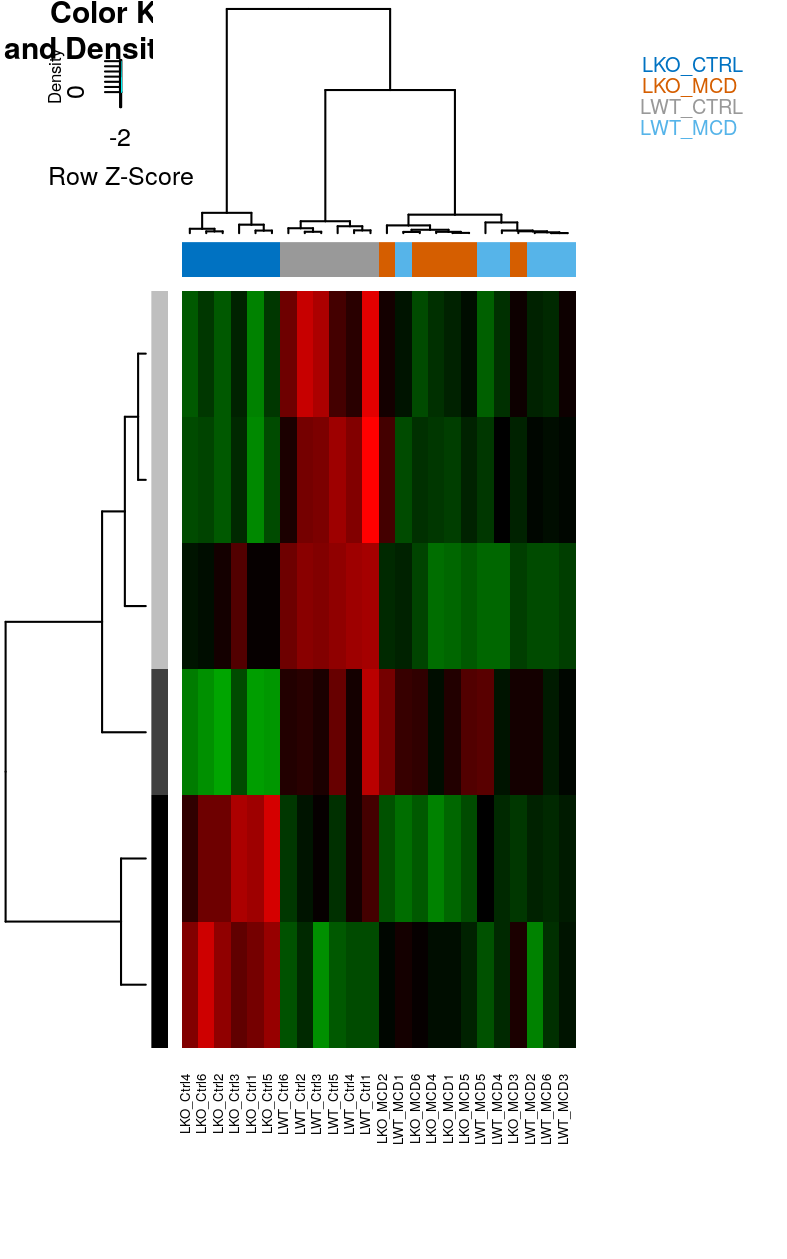 Color K
and Densit
Density
0
-2
Row Z-Score
LKO_CTRL
LKO_MCD
LWT_CTRL
LWT_MCD
LKO_Ctrl4
LKO_Ctrl6
LKO_Ctrl2
LKO_Ctrl3
LKO_Ctrl1
LKO_Ctrl5
LWT_Ctrl6
LWT_Ctrl2
LWT_Ctrl3
LWT_Ctrl5
LWT_Ctrl4
LWT_Ctrl1
LKO_MCD2
LWT_MCD1
LKO_MCD6
LKO_MCD4
LKO_MCD1
LKO_MCD5
LWT_MCD5
LWT_MCD4
LKO_MCD3
LWT_MCD2
LWT_MCD6
LWT_MCD3